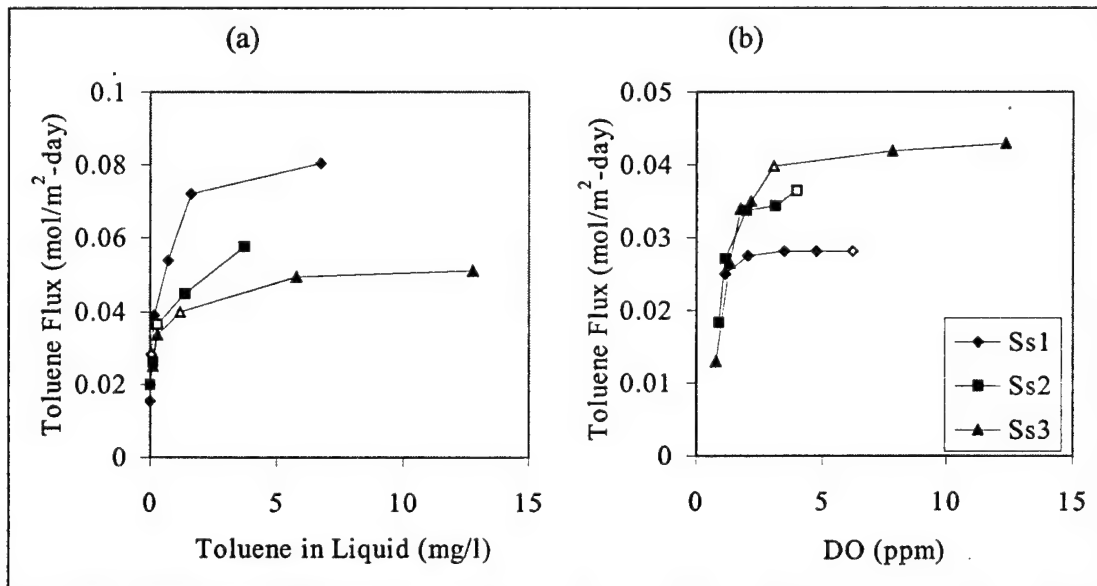 (a)
Toluene Flux (mol/m²-day)
0.1
0.08
0.06
0.04
0.02
0
0 5 10 15
Toluene in Liquid (mg/l)
(b)
Toluene Flux (mol/m²-day)
0.05
0.04
0.03
0.02
0.01
0
0 5 10 15
DO (ppm)
Ss1
Ss2
Ss3